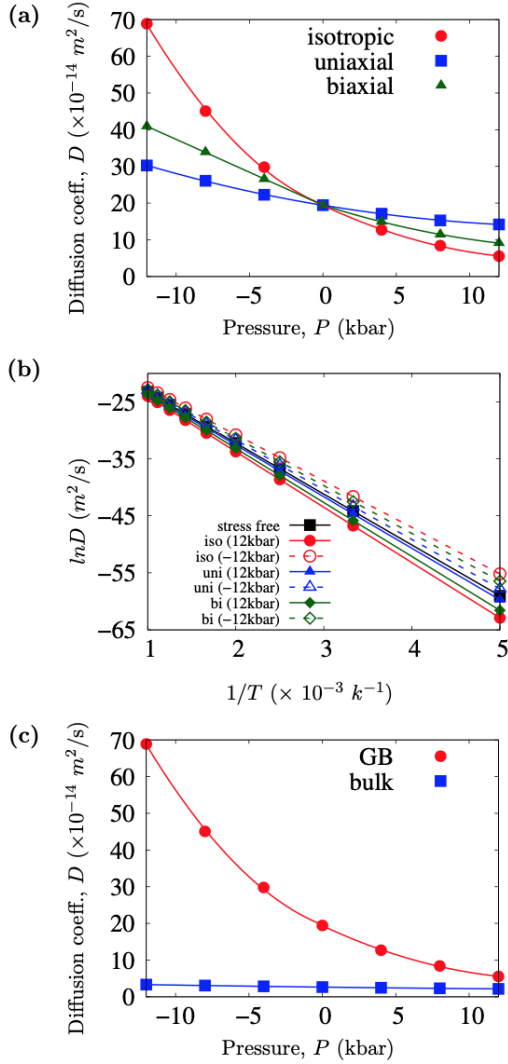 (a)
70
60
50
40
30
20
10
0
Diffusion coeff., D (×10−14 m2/s)
isotropic
uniaxial
biaxial
−10 −5 0 5 10
Pressure, P (kbar)
(b)
−25
−35
−45
−55
−65
lnD (m2/s)
stress free
iso (12kbar)
iso (−12kbar)
uni (12kbar)
uni (−12kbar)
bi (12kbar)
bi (−12kbar)
1 2 3 4 5
1/T (× 10−3 k−1)
(c)
70
60
50
40
30
20
10
0
Diffusion coeff., D (×10−14 m2/s)
GB
bulk
−10 −5 0 5 10
Pressure, P (kbar)